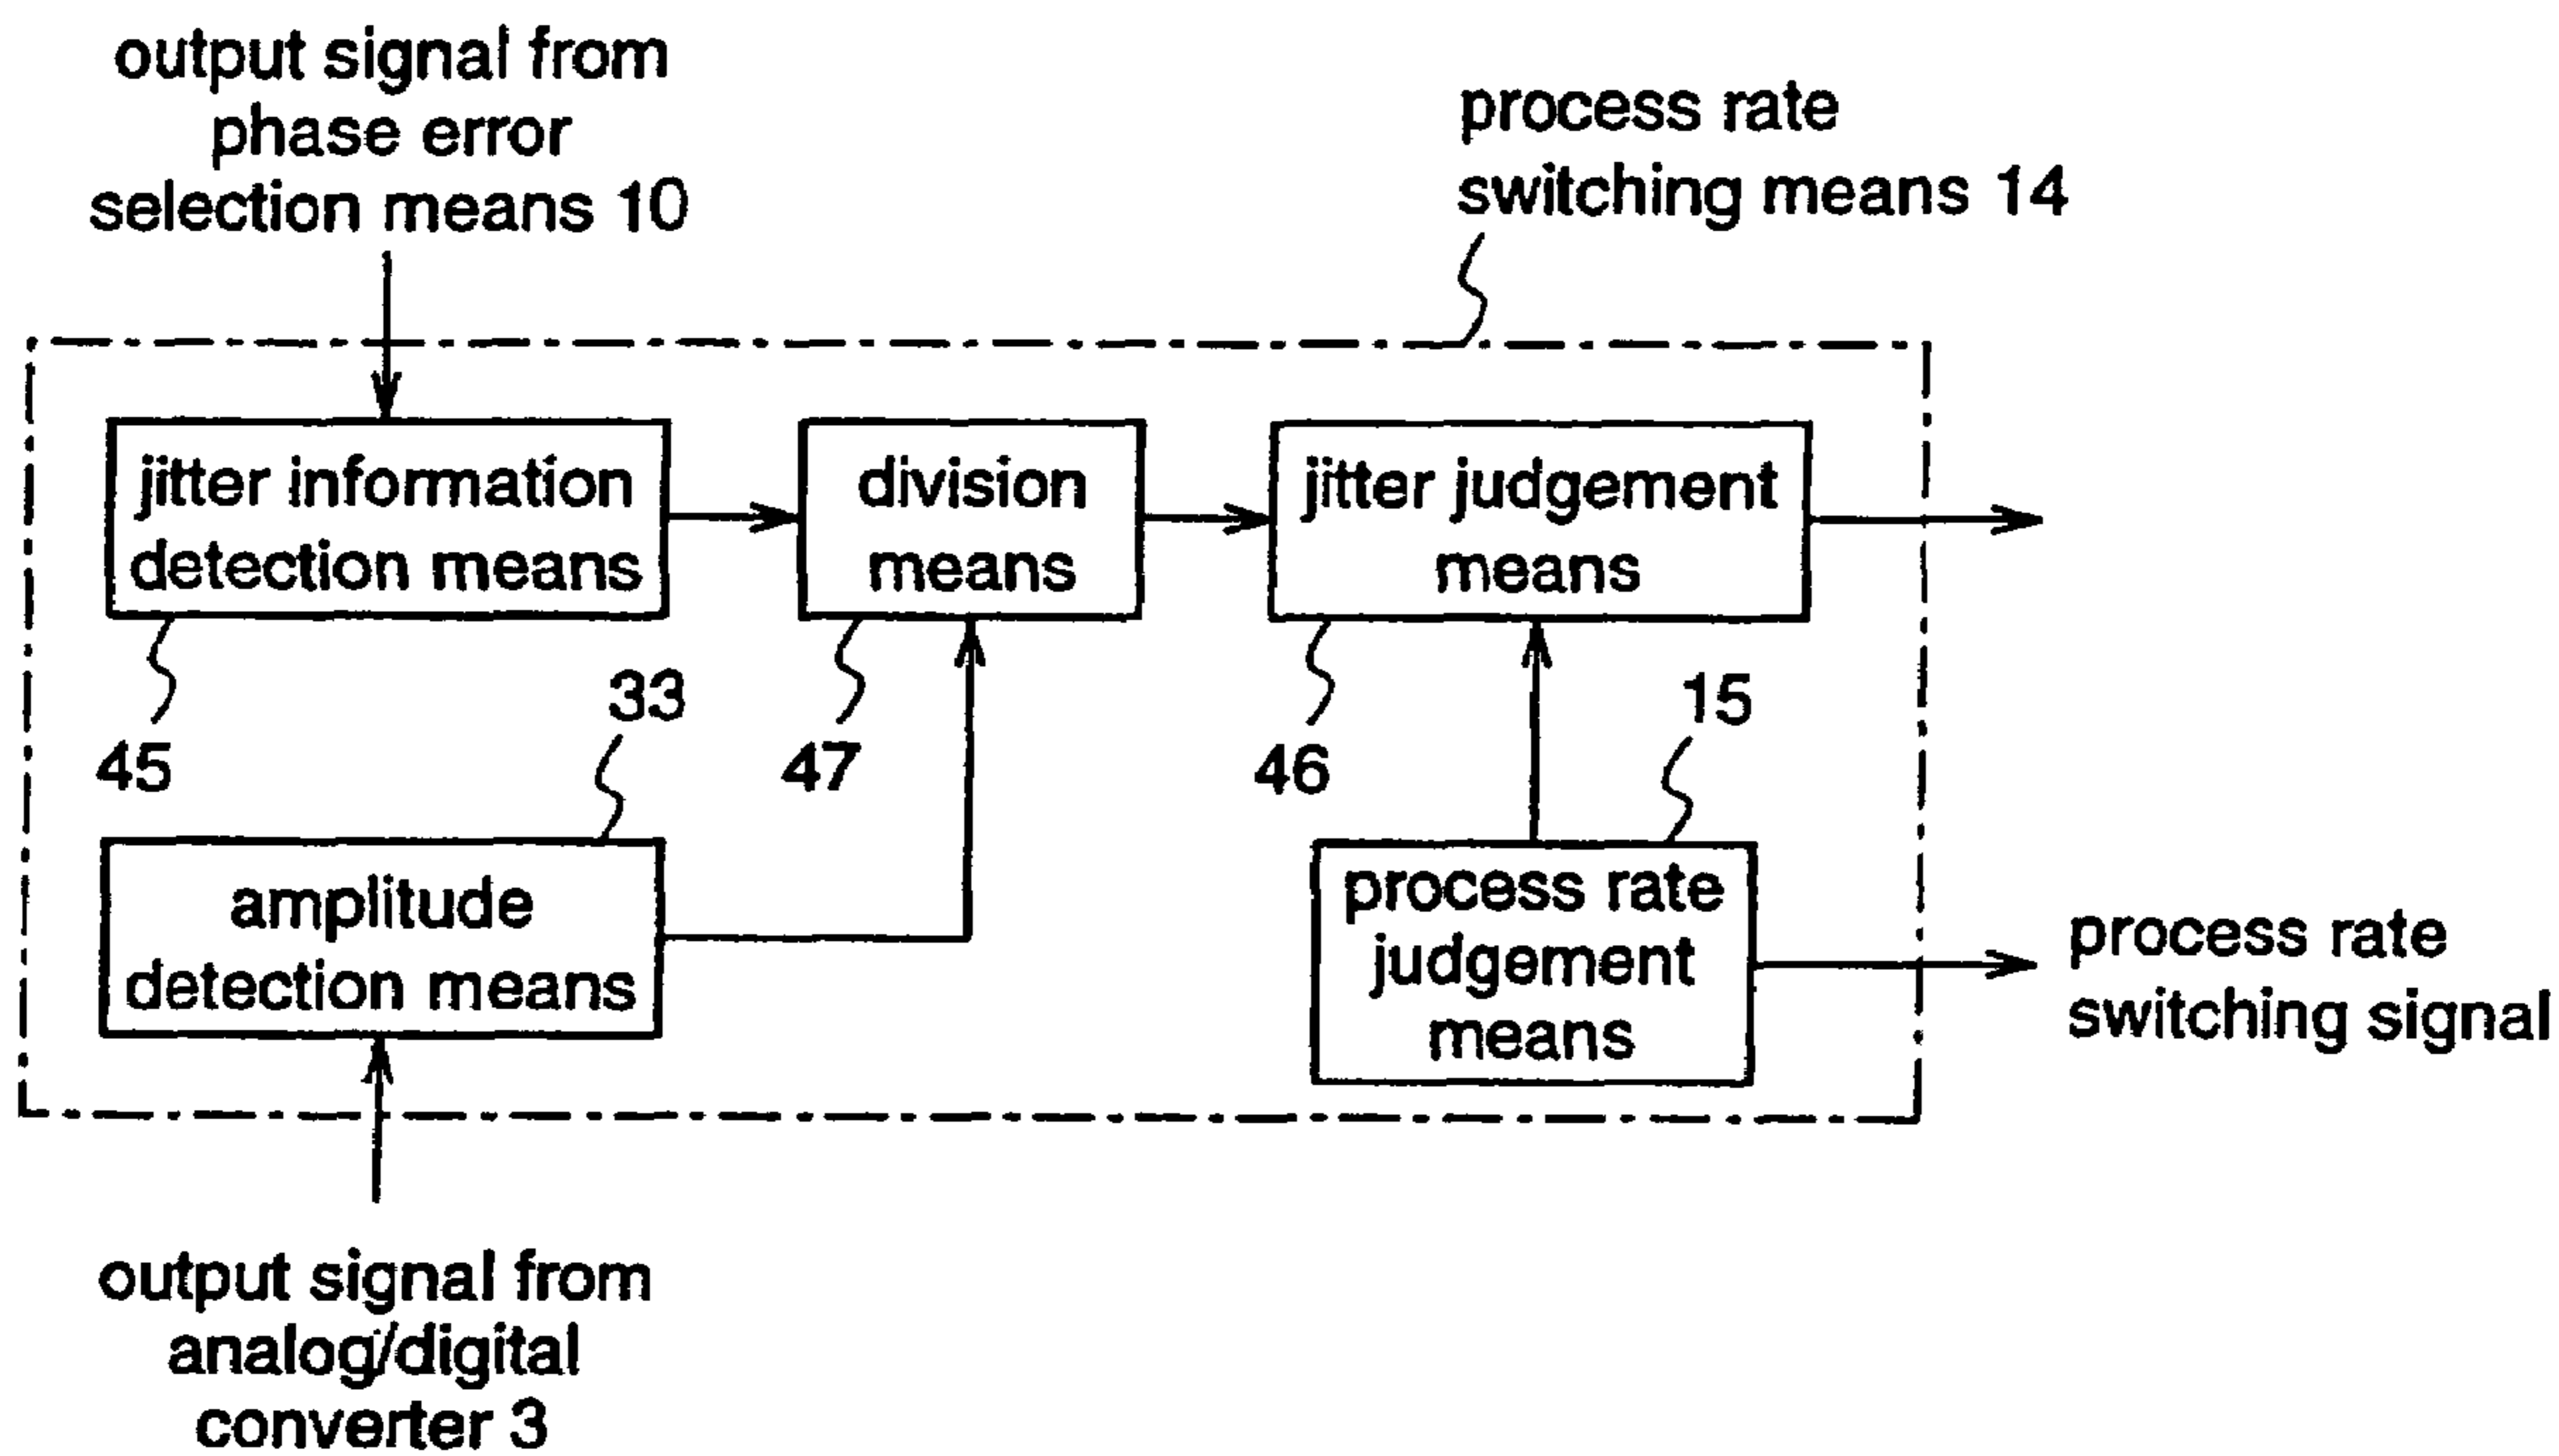 output signal from
phase error
selection means 10
process rate
switching means 14
jitter information
detection means
division
means
jitter judgement
means
45
33
47
46
15
amplitude
detection means
process rate
judgement
means
process rate
switching signal
output signal from
analog/digital
converter 3